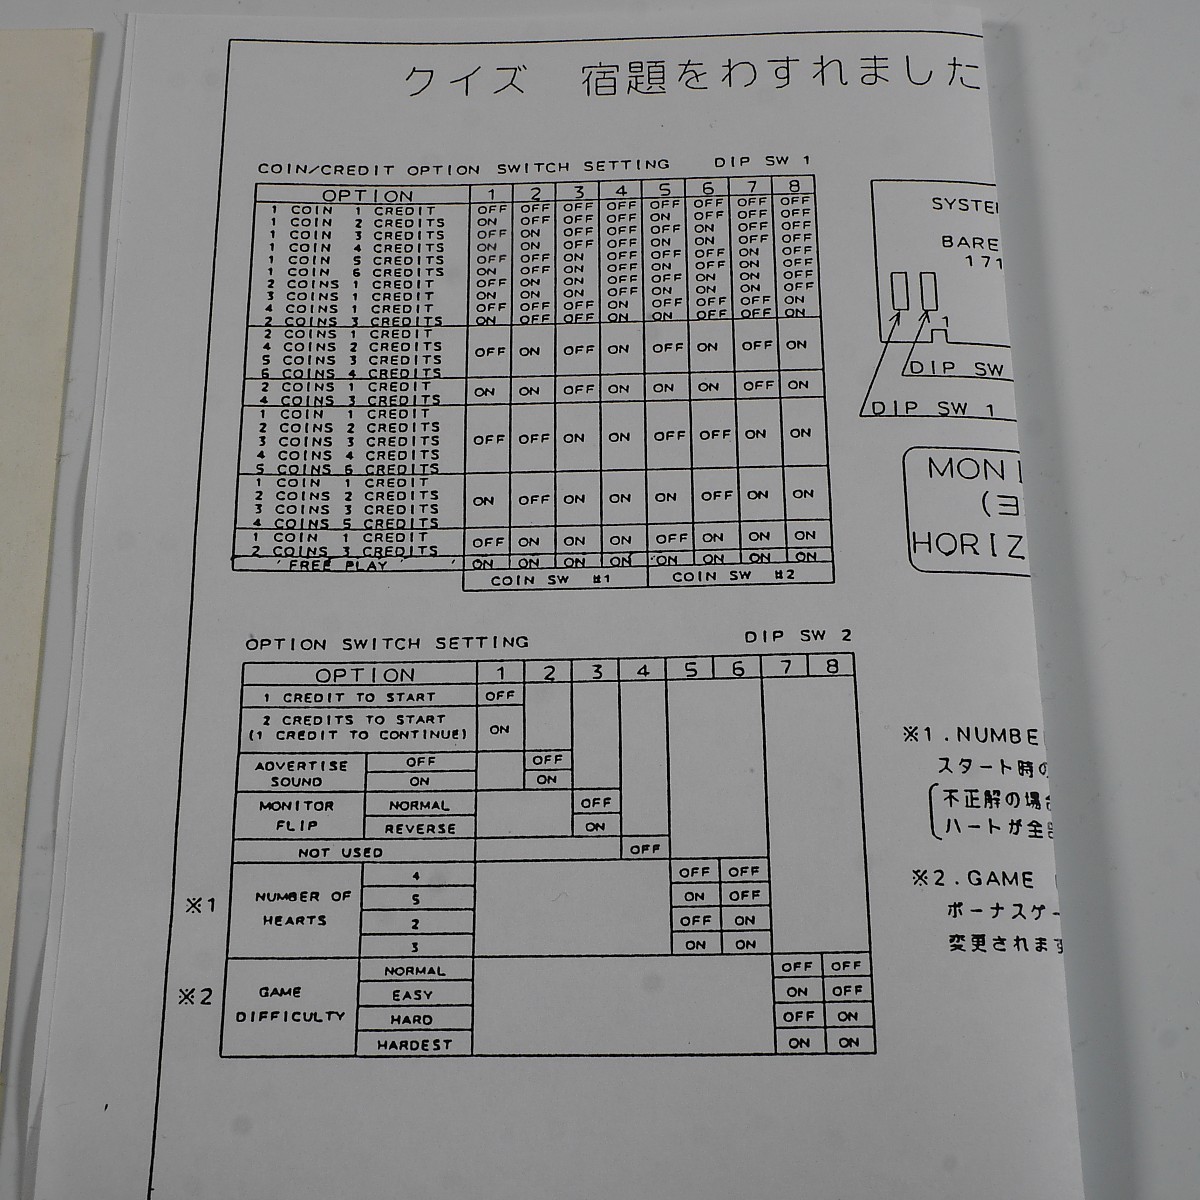 クイズ 宿題をわすれました
COIN/CREDIT OPTION SWITCH SETTING DIP SW 1
OPTION 1 2 3 4 5 6 7 8
1 COIN 1 CREDIT OFF OFF OFF OFF OFF OFF OFF OFF
1 COIN 2 CREDITS ON OFF OFF OFF ON OFF OFF OFF
1 COIN 3 CREDITS OFF ON OFF OFF OFF ON OFF OFF
1 COIN 4 CREDITS ON ON OFF OFF ON ON OFF OFF
1 COIN 5 CREDITS OFF OFF ON OFF OFF OFF ON OFF
1 COIN 6 CREDITS ON OFF ON OFF ON OFF ON OFF
2 COINS 1 CREDIT OFF ON ON OFF OFF ON ON OFF
3 COINS 1 CREDIT ON ON ON OFF ON ON ON OFF
4 COINS 1 CREDIT OFF OFF OFF ON OFF OFF OFF ON
2 COINS 3 CREDITS ON OFF OFF ON ON OFF OFF ON
2 COINS 1 CREDIT
4 COINS 2 CREDITS
5 COINS 3 CREDITS
6 COINS 4 CREDITS
OFF ON OFF ON OFF ON OFF ON
2 COINS 1 CREDIT
4 COINS 3 CREDITS
ON ON OFF ON ON ON OFF ON
1 COIN 1 CREDIT
2 COINS 2 CREDITS
3 COINS 3 CREDITS
4 COINS 4 CREDITS
5 COINS 6 CREDITS
OFF OFF ON ON OFF OFF ON ON
1 COIN 1 CREDIT
2 COINS 2 CREDITS
3 COINS 3 CREDITS
4 COINS 5 CREDITS
ON OFF ON ON ON OFF ON ON
1 COIN 1 CREDIT
2 COINS 3 CREDITS
OFF ON ON ON OFF ON ON ON
FREE PLAY ON ON ON ON ON ON ON ON
COIN SW #1 COIN SW #2
SYSTE
BARE
171
1
DIP SW
DIP SW 1
MONI
(ヨ
HORIZ
OPTION SWITCH SETTING DIP SW 2
OPTION 1 2 3 4 5 6 7 8
1 CREDIT TO START OFF
2 CREDITS TO START
(1 CREDIT TO CONTINUE) ON
ADVERTISE SOUND OFF OFF
ON ON
MONITOR FLIP NORMAL OFF
REVERSE ON
NOT USED OFF
※1 NUMBER OF HEARTS 4 OFF OFF
5 ON OFF
2 OFF ON
3 ON ON
※2 GAME DIFFICULTY NORMAL OFF OFF
EASY ON OFF
HARD OFF ON
HARDEST ON ON
※1.NUMBE
スタート時の
不正解の場合
ハートが全
※2.GAME
ボーナスゲー
変更されます